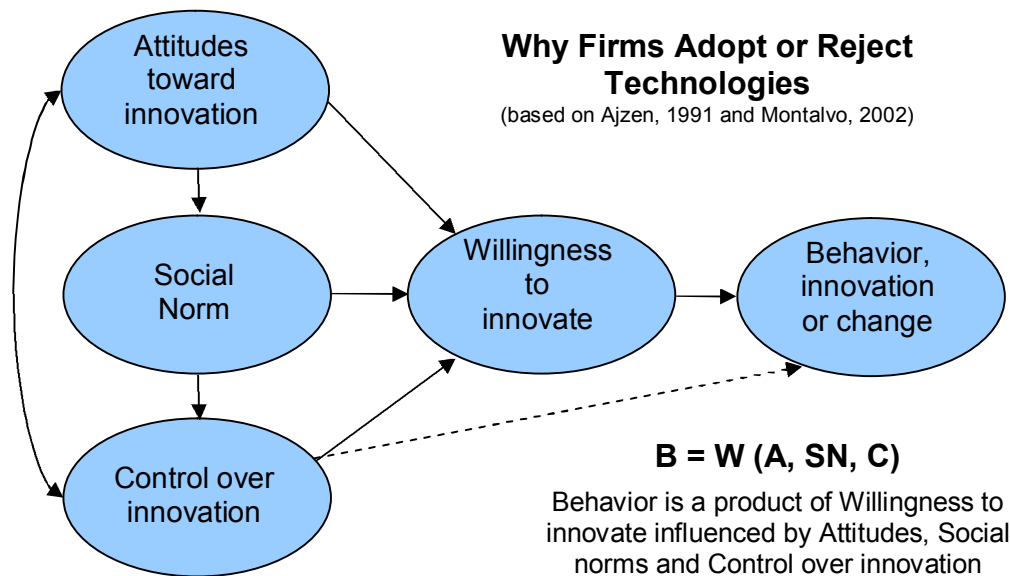 Attitudes
toward
innovation
Why Firms Adopt or Reject
Technologies
(based on Ajzen, 1991 and Montalvo, 2002)
Social
Norm
Willingness
to
innovate
Behavior,
innovation
or change
Control over
innovation
B = W (A, SN, C)
Behavior is a product of Willingness to
innovate influenced by Attitudes, Social
norms and Control over innovation